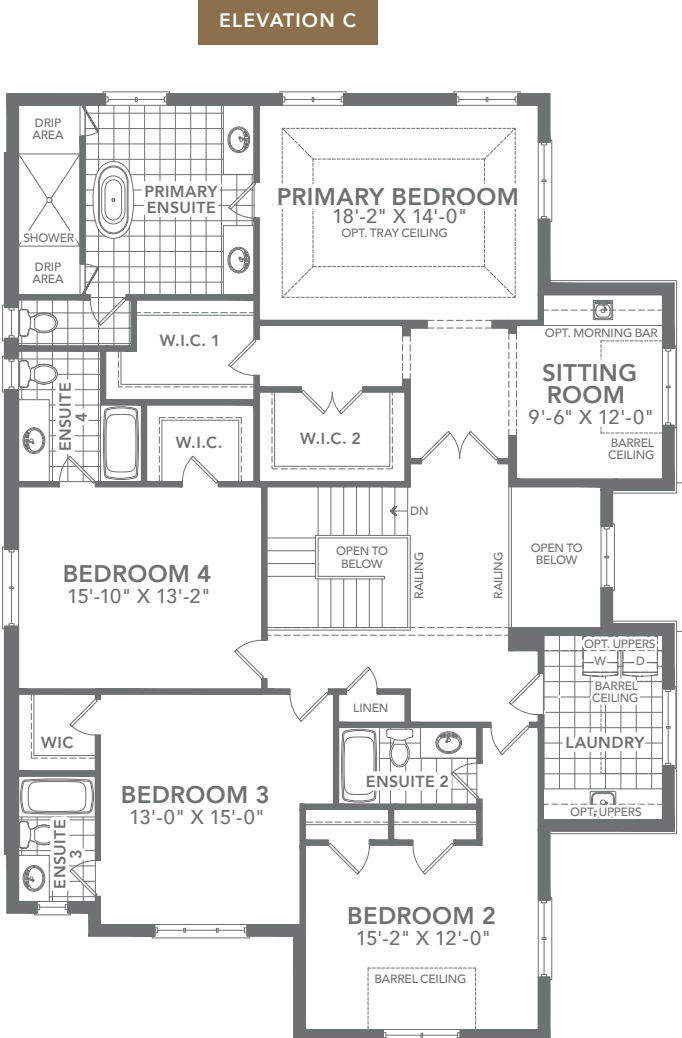 ELEVATION C
DRIP
AREA
PRIMARY
ENSUITE
SHOWER
DRIP
AREA
PRIMARY BEDROOM
18'-2" X 14'-0"
OPT. TRAY CEILING
W.I.C. 1
OPT. MORNING BAR
SITTING
ROOM
9'-6" X 12'-0"
BARREL
CEILING
ENSUITE
4
W.I.C.
W.I.C. 2
DN
OPEN TO
BELOW
RAILING
RAILING
OPEN TO
BELOW
BEDROOM 4
15'-10" X 13'-2"
OPT. UPPERS
W
D
BARREL
CEILING
LAUNDRY
OPT. UPPERS
LINEN
WIC
ENSUITE 2
BEDROOM 3
13'-0" X 15'-0"
ENSUITE
3
BEDROOM 2
15'-2" X 12'-0"
BARREL CEILING